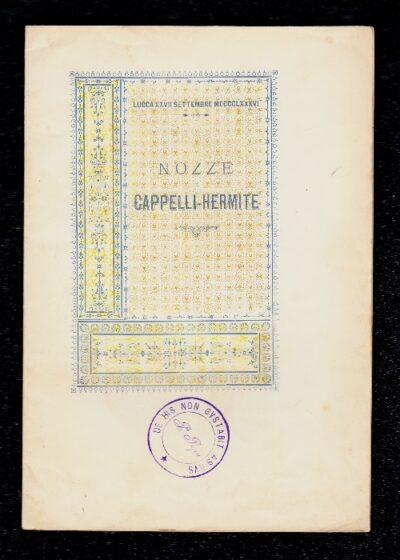 LUCCA XXVII SETTEMBRE MDCCCLXXXVI
NOZZE
CAPPELLI-HERMITE
DE HIS NON GVSTABIT